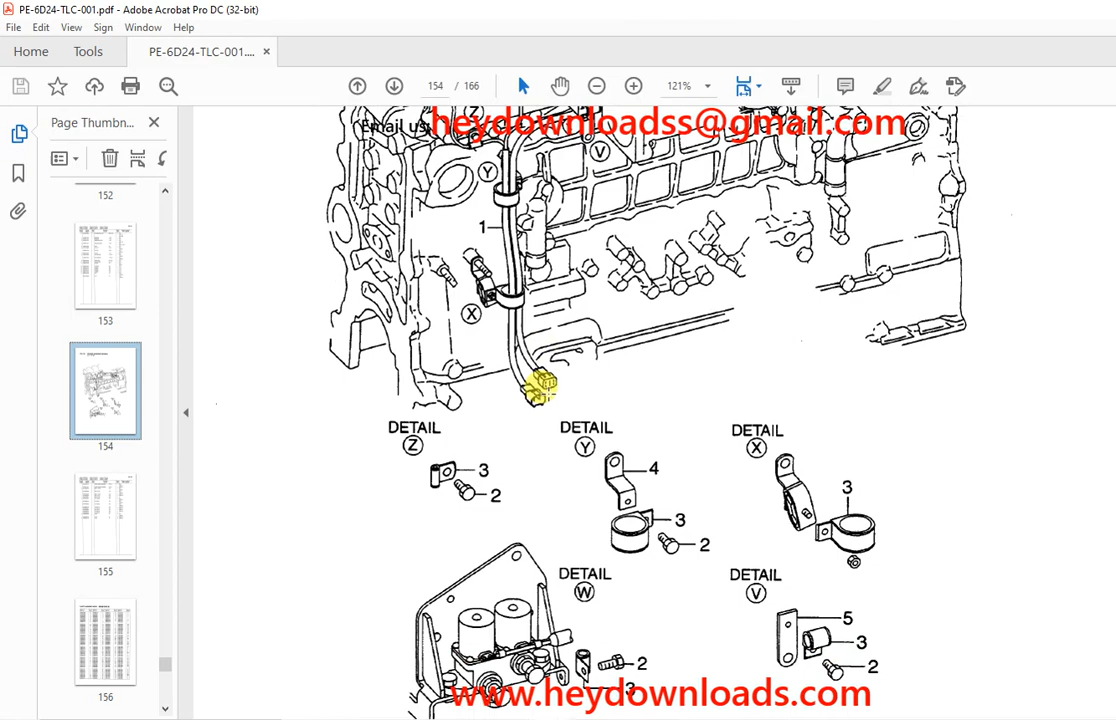 PE-6D24-TLC-001.pdf - Adobe Acrobat Pro DC (32-bit)
File Edit View Sign Window Help
Home Tools PE-6D24-TLC-001.... ×
154 / 166 121%
Page Thumbn...
152
153
154
155
156
Email us: heydownloadss@gmail.com
Z
Y
V
1
X
DETAIL
Z
3
2
DETAIL
Y
4
3
2
DETAIL
X
3
DETAIL
W
2
3
DETAIL
V
5
3
2
www.heydownloads.com